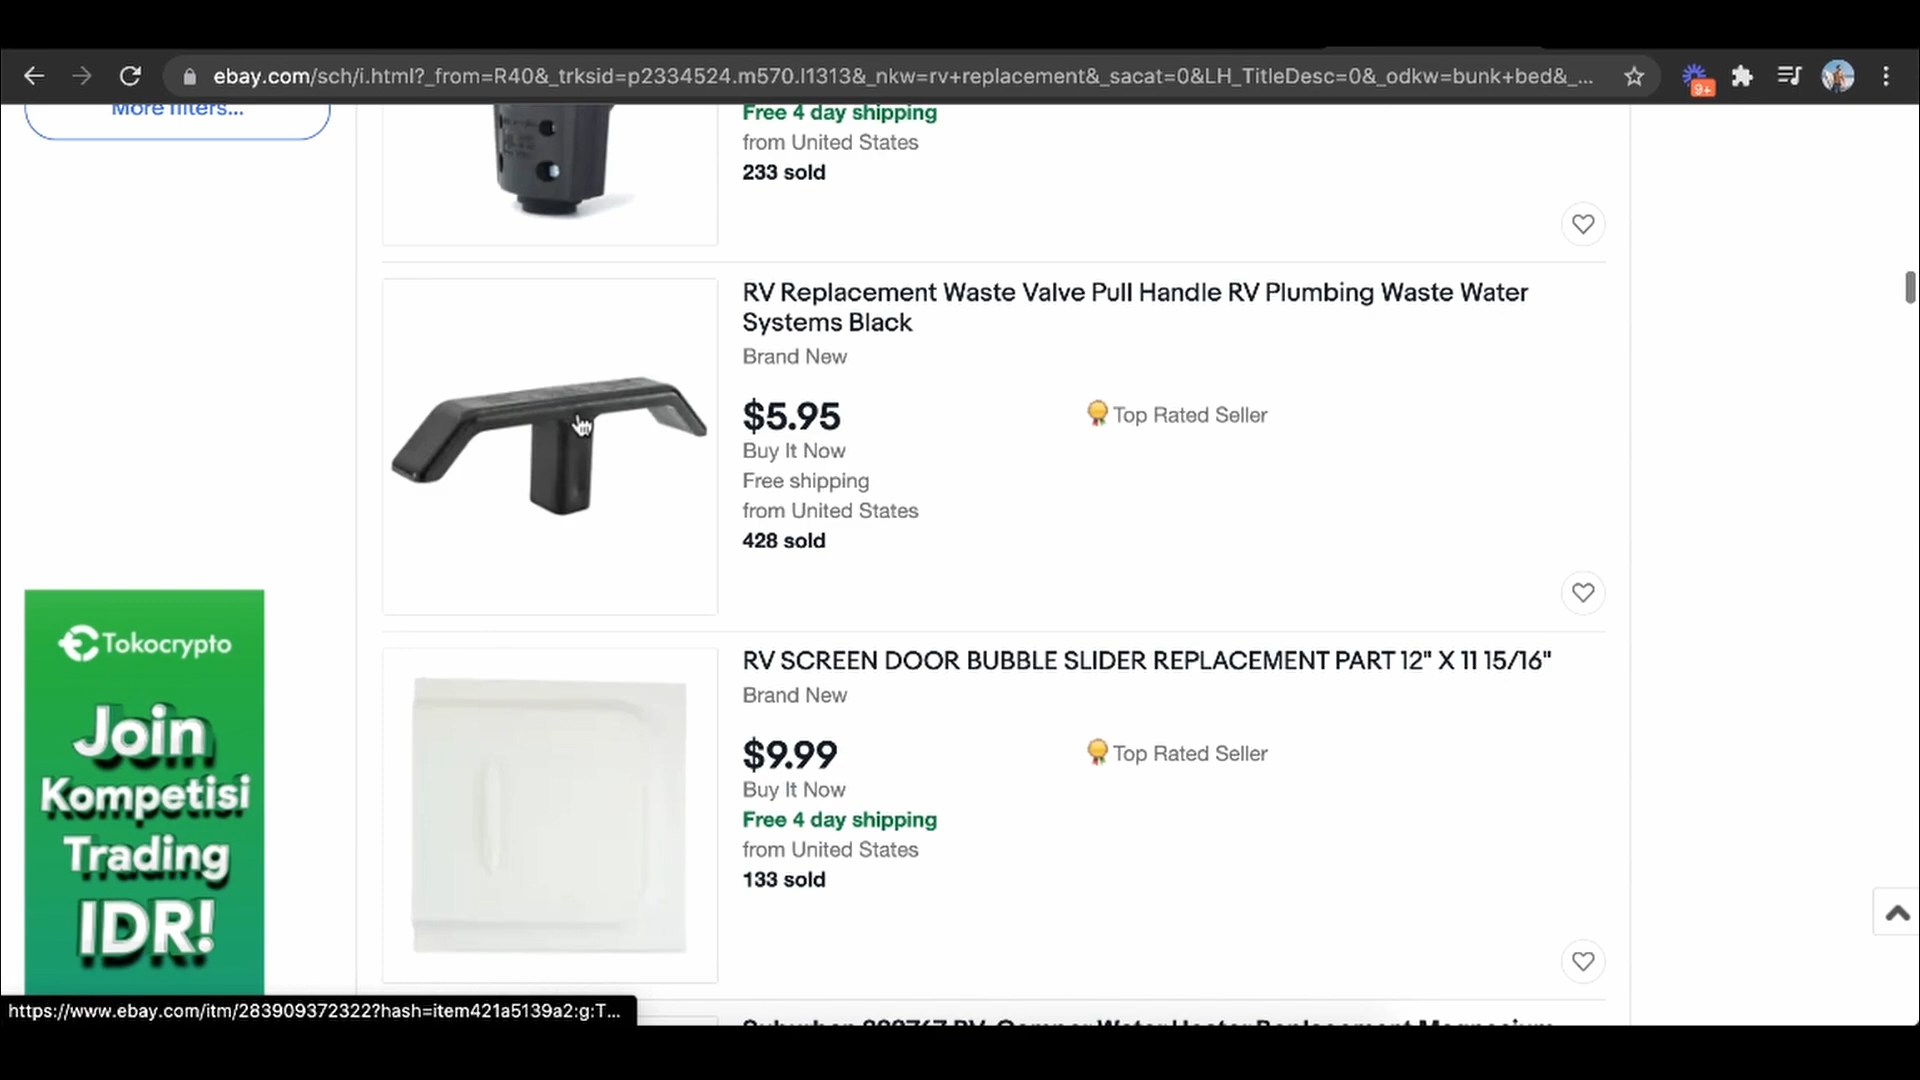 ebay.com/sch/i.html?_from=R40&_trksid=p2334524.m570.l1313&_nkw=rv+replacement&_sacat=0&LH_TitleDesc=0&_odkw=bunk+bed&_...
9+
More filters...
Free 4 day shipping
from United States
233 sold
RV Replacement Waste Valve Pull Handle RV Plumbing Waste Water
Systems Black
Brand New
$5.95
Top Rated Seller
Buy It Now
Free shipping
from United States
428 sold
RV SCREEN DOOR BUBBLE SLIDER REPLACEMENT PART 12" X 11 15/16"
Brand New
$9.99
Top Rated Seller
Buy It Now
Free 4 day shipping
from United States
133 sold
Tokocrypto
Join
Kompetisi
Trading
IDR!
https://www.ebay.com/itm/283909372322?hash=item421a5139a2:g:T...